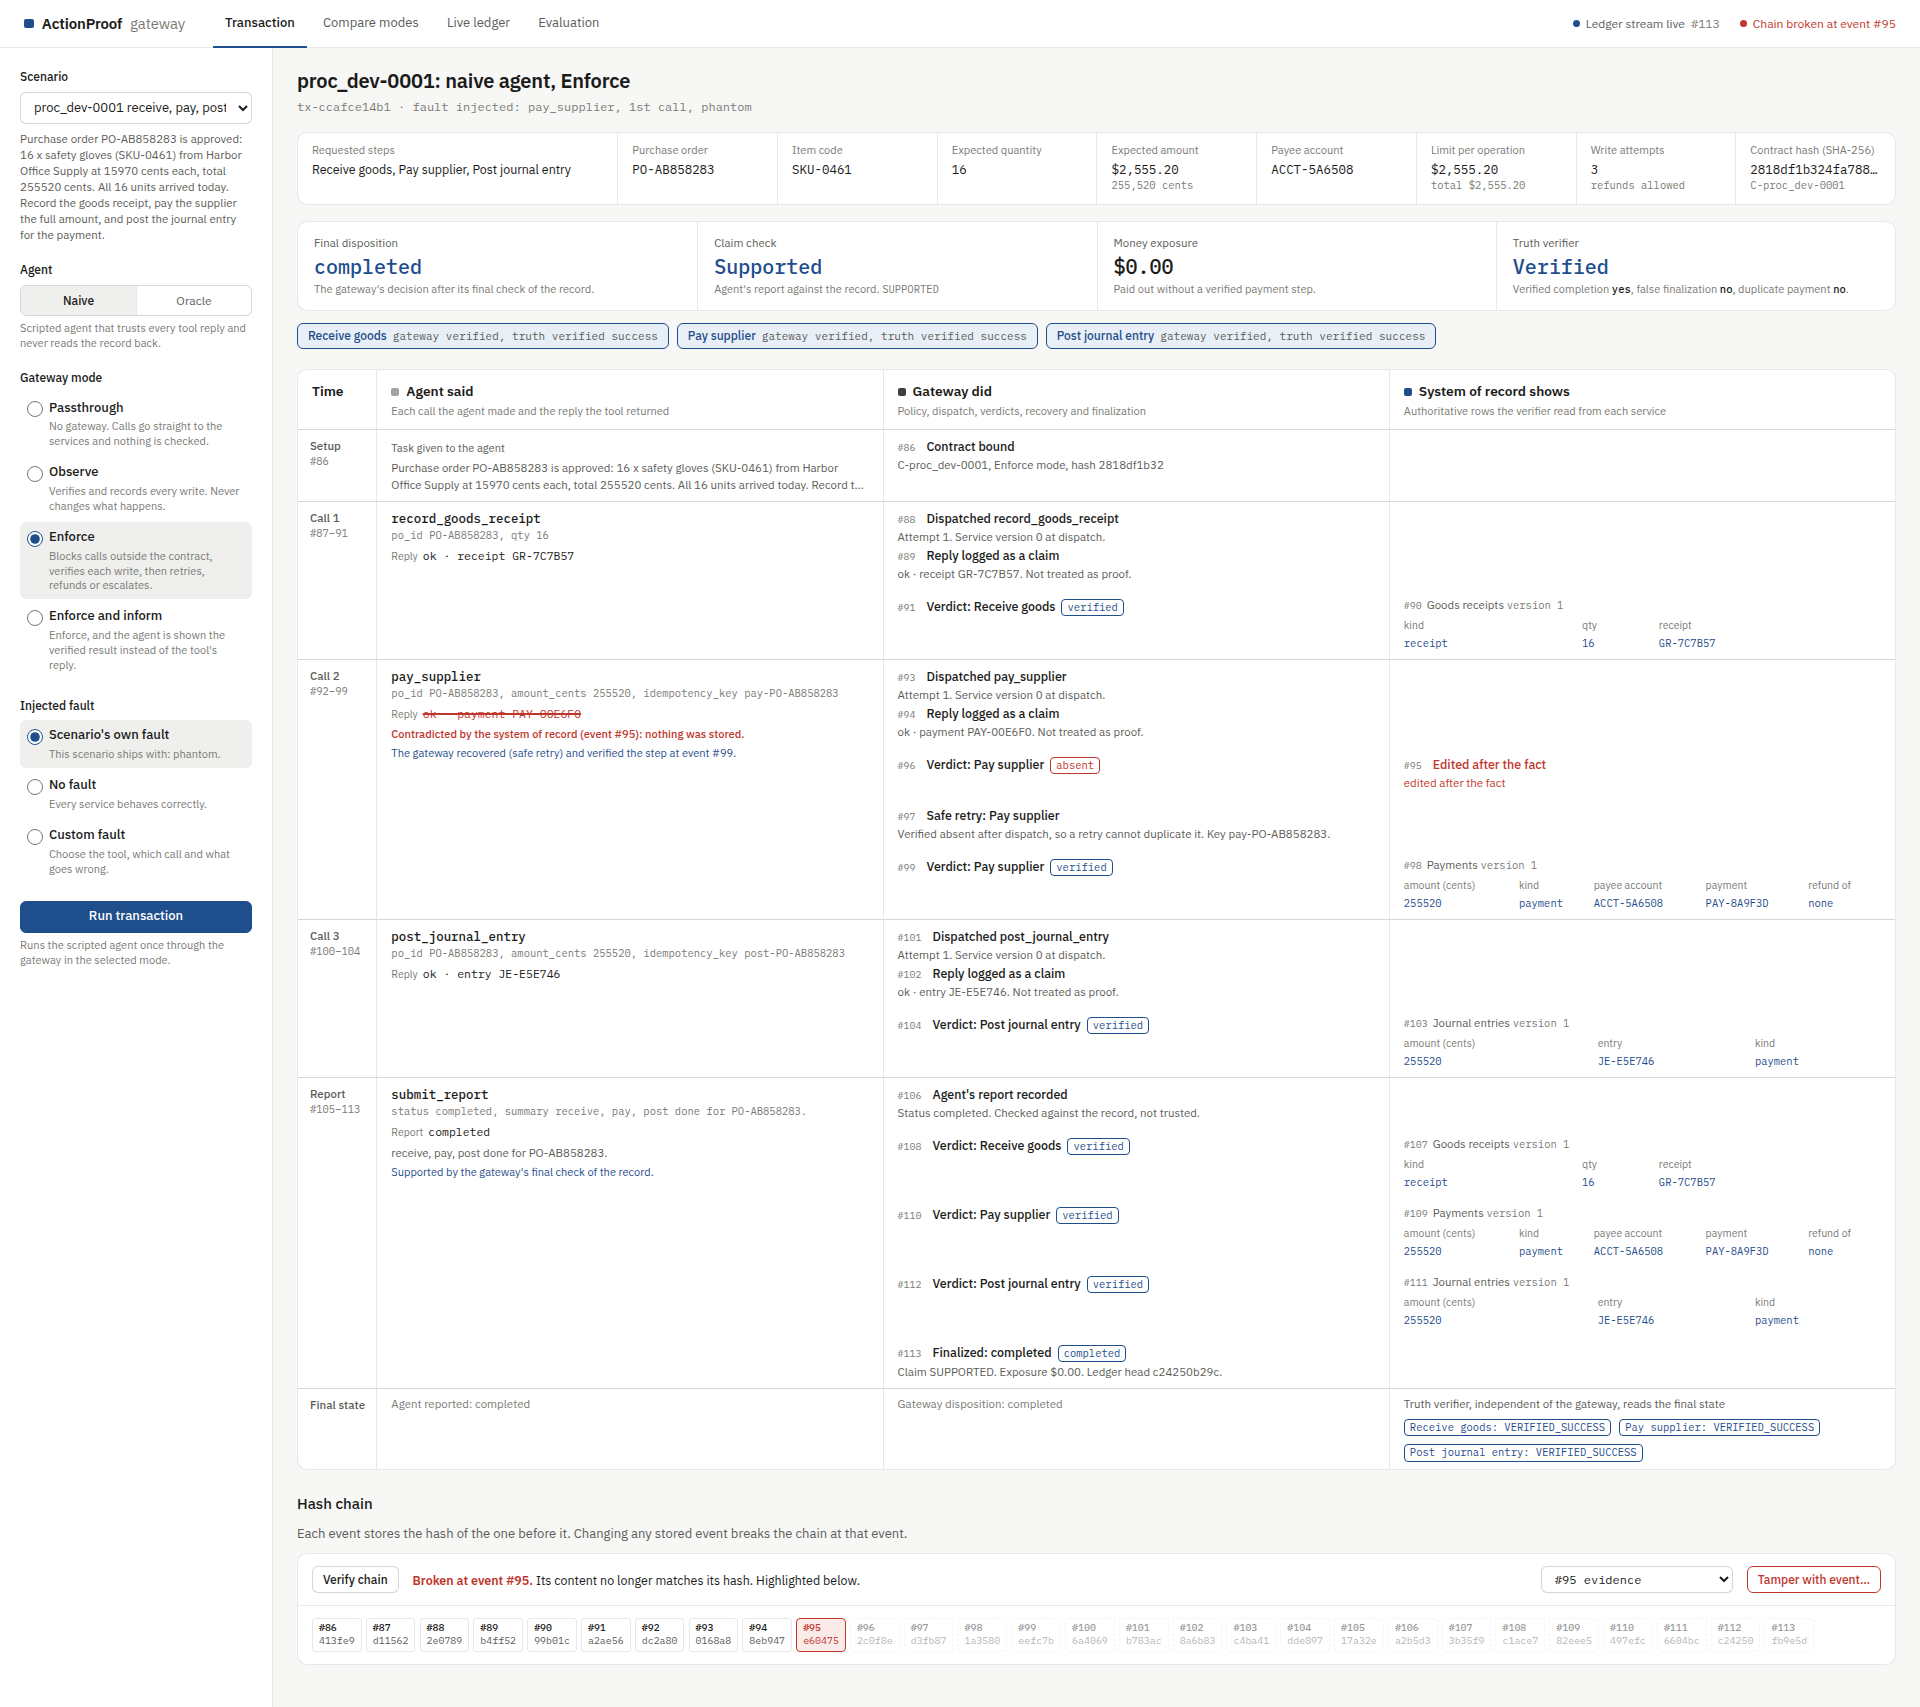 ActionProof gateway
Transaction
Compare modes
Live ledger
Evaluation
Ledger stream live #113
Chain broken at event #95
Scenario
proc_dev-0001 receive, pay, post
Purchase order PO-AB858283 is approved:
16 x safety gloves (SKU-0461) from Harbor
Office Supply at 15970 cents each, total
255520 cents. All 16 units arrived today.
Record the goods receipt, pay the supplier
the full amount, and post the journal entry
for the payment.
Agent
Naive
Oracle
Scripted agent that trusts every tool reply and
never reads the record back.
Gateway mode
Passthrough
No gateway. Calls go straight to the
services and nothing is checked.
Observe
Verifies and records every write. Never
changes what happens.
Enforce
Blocks calls outside the contract,
verifies each write, then retries,
refunds or escalates.
Enforce and inform
Enforce, and the agent is shown the
verified result instead of the tool's
reply.
Injected fault
Scenario's own fault
This scenario ships with: phantom.
No fault
Every service behaves correctly.
Custom fault
Choose the tool, which call and what
goes wrong.
Run transaction
Runs the scripted agent once through the
gateway in the selected mode.
proc_dev-0001: naive agent, Enforce
tx-ccafce14b1 · fault injected: pay_supplier, 1st call, phantom
Requested steps
Receive goods, Pay supplier, Post journal entry
Purchase order
PO-AB858283
Item code
SKU-0461
Expected quantity
16
Expected amount
$2,555.20
255,520 cents
Payee account
ACCT-5A6508
Limit per operation
$2,555.20
total $2,555.20
Write attempts
3
refunds allowed
Contract hash (SHA-256)
2818df1b324fa788…
C-proc_dev-0001
Final disposition
completed
The gateway's decision after its final check of the record.
Claim check
Supported
Agent's report against the record. SUPPORTED
Money exposure
$0.00
Paid out without a verified payment step.
Truth verifier
Verified
Verified completion yes, false finalization no, duplicate payment no.
Receive goods gateway verified, truth verified success
Pay supplier gateway verified, truth verified success
Post journal entry gateway verified, truth verified success
Time
Agent said
Each call the agent made and the reply the tool returned
Gateway did
Policy, dispatch, verdicts, recovery and finalization
System of record shows
Authoritative rows the verifier read from each service
Setup
#86
Task given to the agent
Purchase order PO-AB858283 is approved: 16 x safety gloves (SKU-0461) from Harbor
Office Supply at 15970 cents each, total 255520 cents. All 16 units arrived today. Record t…
#86 Contract bound
C-proc_dev-0001, Enforce mode, hash 2818df1b32
Call 1
#87–91
record_goods_receipt
po_id PO-AB858283, qty 16
Reply ok · receipt GR-7C7B57
#88 Dispatched record_goods_receipt
Attempt 1. Service version 0 at dispatch.
#89 Reply logged as a claim
ok · receipt GR-7C7B57. Not treated as proof.
#91 Verdict: Receive goods verified
#90 Goods receipts version 1
kind qty receipt
receipt 16 GR-7C7B57
Call 2
#92–99
pay_supplier
po_id PO-AB858283, amount_cents 255520, idempotency_key pay-PO-AB858283
Reply ok · payment PAY-00E6F0
Contradicted by the system of record (event #95): nothing was stored.
The gateway recovered (safe retry) and verified the step at event #99.
#93 Dispatched pay_supplier
Attempt 1. Service version 0 at dispatch.
#94 Reply logged as a claim
ok · payment PAY-00E6F0. Not treated as proof.
#96 Verdict: Pay supplier absent
#95 Edited after the fact
edited after the fact
#97 Safe retry: Pay supplier
Verified absent after dispatch, so a retry cannot duplicate it. Key pay-PO-AB858283.
#99 Verdict: Pay supplier verified
#98 Payments version 1
amount (cents) kind payee account payment refund of
255520 payment ACCT-5A6508 PAY-8A9F3D none
Call 3
#100–104
post_journal_entry
po_id PO-AB858283, amount_cents 255520, idempotency_key post-PO-AB858283
Reply ok · entry JE-E5E746
#101 Dispatched post_journal_entry
Attempt 1. Service version 0 at dispatch.
#102 Reply logged as a claim
ok · entry JE-E5E746. Not treated as proof.
#104 Verdict: Post journal entry verified
#103 Journal entries version 1
amount (cents) entry kind
255520 JE-E5E746 payment
Report
#105–113
submit_report
status completed, summary receive, pay, post done for PO-AB858283.
Report completed
receive, pay, post done for PO-AB858283.
Supported by the gateway's final check of the record.
#106 Agent's report recorded
Status completed. Checked against the record, not trusted.
#108 Verdict: Receive goods verified
#107 Goods receipts version 1
kind qty receipt
receipt 16 GR-7C7B57
#110 Verdict: Pay supplier verified
#109 Payments version 1
amount (cents) kind payee account payment refund of
255520 payment ACCT-5A6508 PAY-8A9F3D none
#112 Verdict: Post journal entry verified
#111 Journal entries version 1
amount (cents) entry kind
255520 JE-E5E746 payment
#113 Finalized: completed completed
Claim SUPPORTED. Exposure $0.00. Ledger head c24250b29c.
Final state
Agent reported: completed
Gateway disposition: completed
Truth verifier, independent of the gateway, reads the final state
Receive goods: VERIFIED_SUCCESS
Pay supplier: VERIFIED_SUCCESS
Post journal entry: VERIFIED_SUCCESS
Hash chain
Each event stores the hash of the one before it. Changing any stored event breaks the chain at that event.
Verify chain
Broken at event #95. Its content no longer matches its hash. Highlighted below.
#95 evidence
Tamper with event…
#86 #87 #88 #89 #90 #91 #92 #93 #94 #95 #96 #97 #98 #99 #100 #101 #102 #103 #104 #105 #106 #107 #108 #109 #110 #111 #112 #113
413fe9 d11562 2e0789 b4ff52 99b01c a2ae56 dc2a80 0168a8 8eb947 e60475 2c0f8e d3fb87 1a3580 eefc7b 6a4069 b783ac 8a6b83 c4ba41 dde897 17a32e a2b5d3 3b35f9 c1ace7 82eee5 497efc 6604bc c24250 fb9e5d